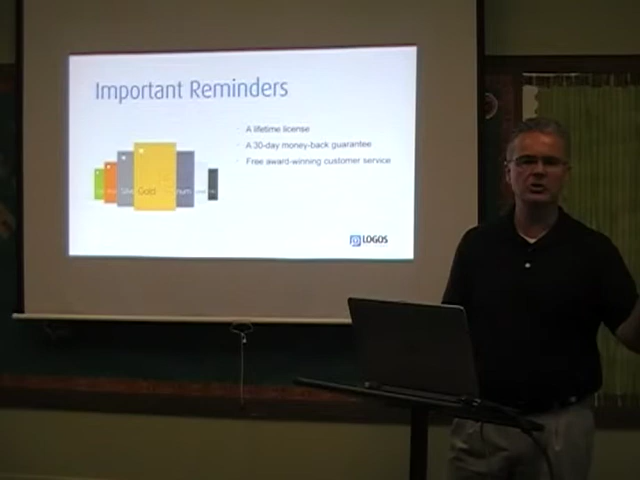 Important Reminders
A lifetime license
A 30-day money-back guarantee
Free award-winning customer service
Gold
LOGOS